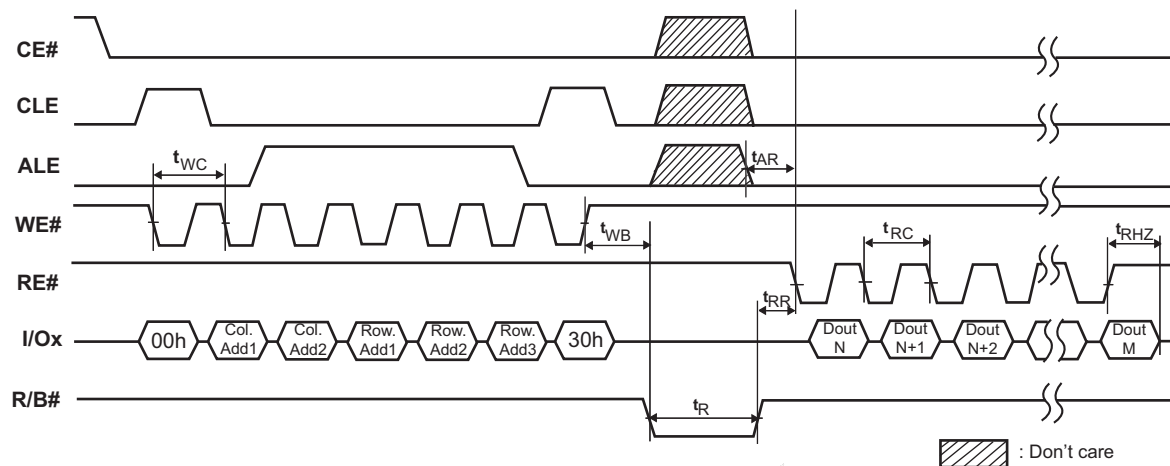 CE#
CLE
ALE
tAR
tWC
WE#
tWB
tRC
tRHZ
RE#
tRR
I/Ox
00h
Col. Add1
Col. Add2
Row. Add1
Row. Add2
Row. Add3
30h
Dout N
Dout N+1
Dout N+2
Dout M
R/B#
tR
: Don't care